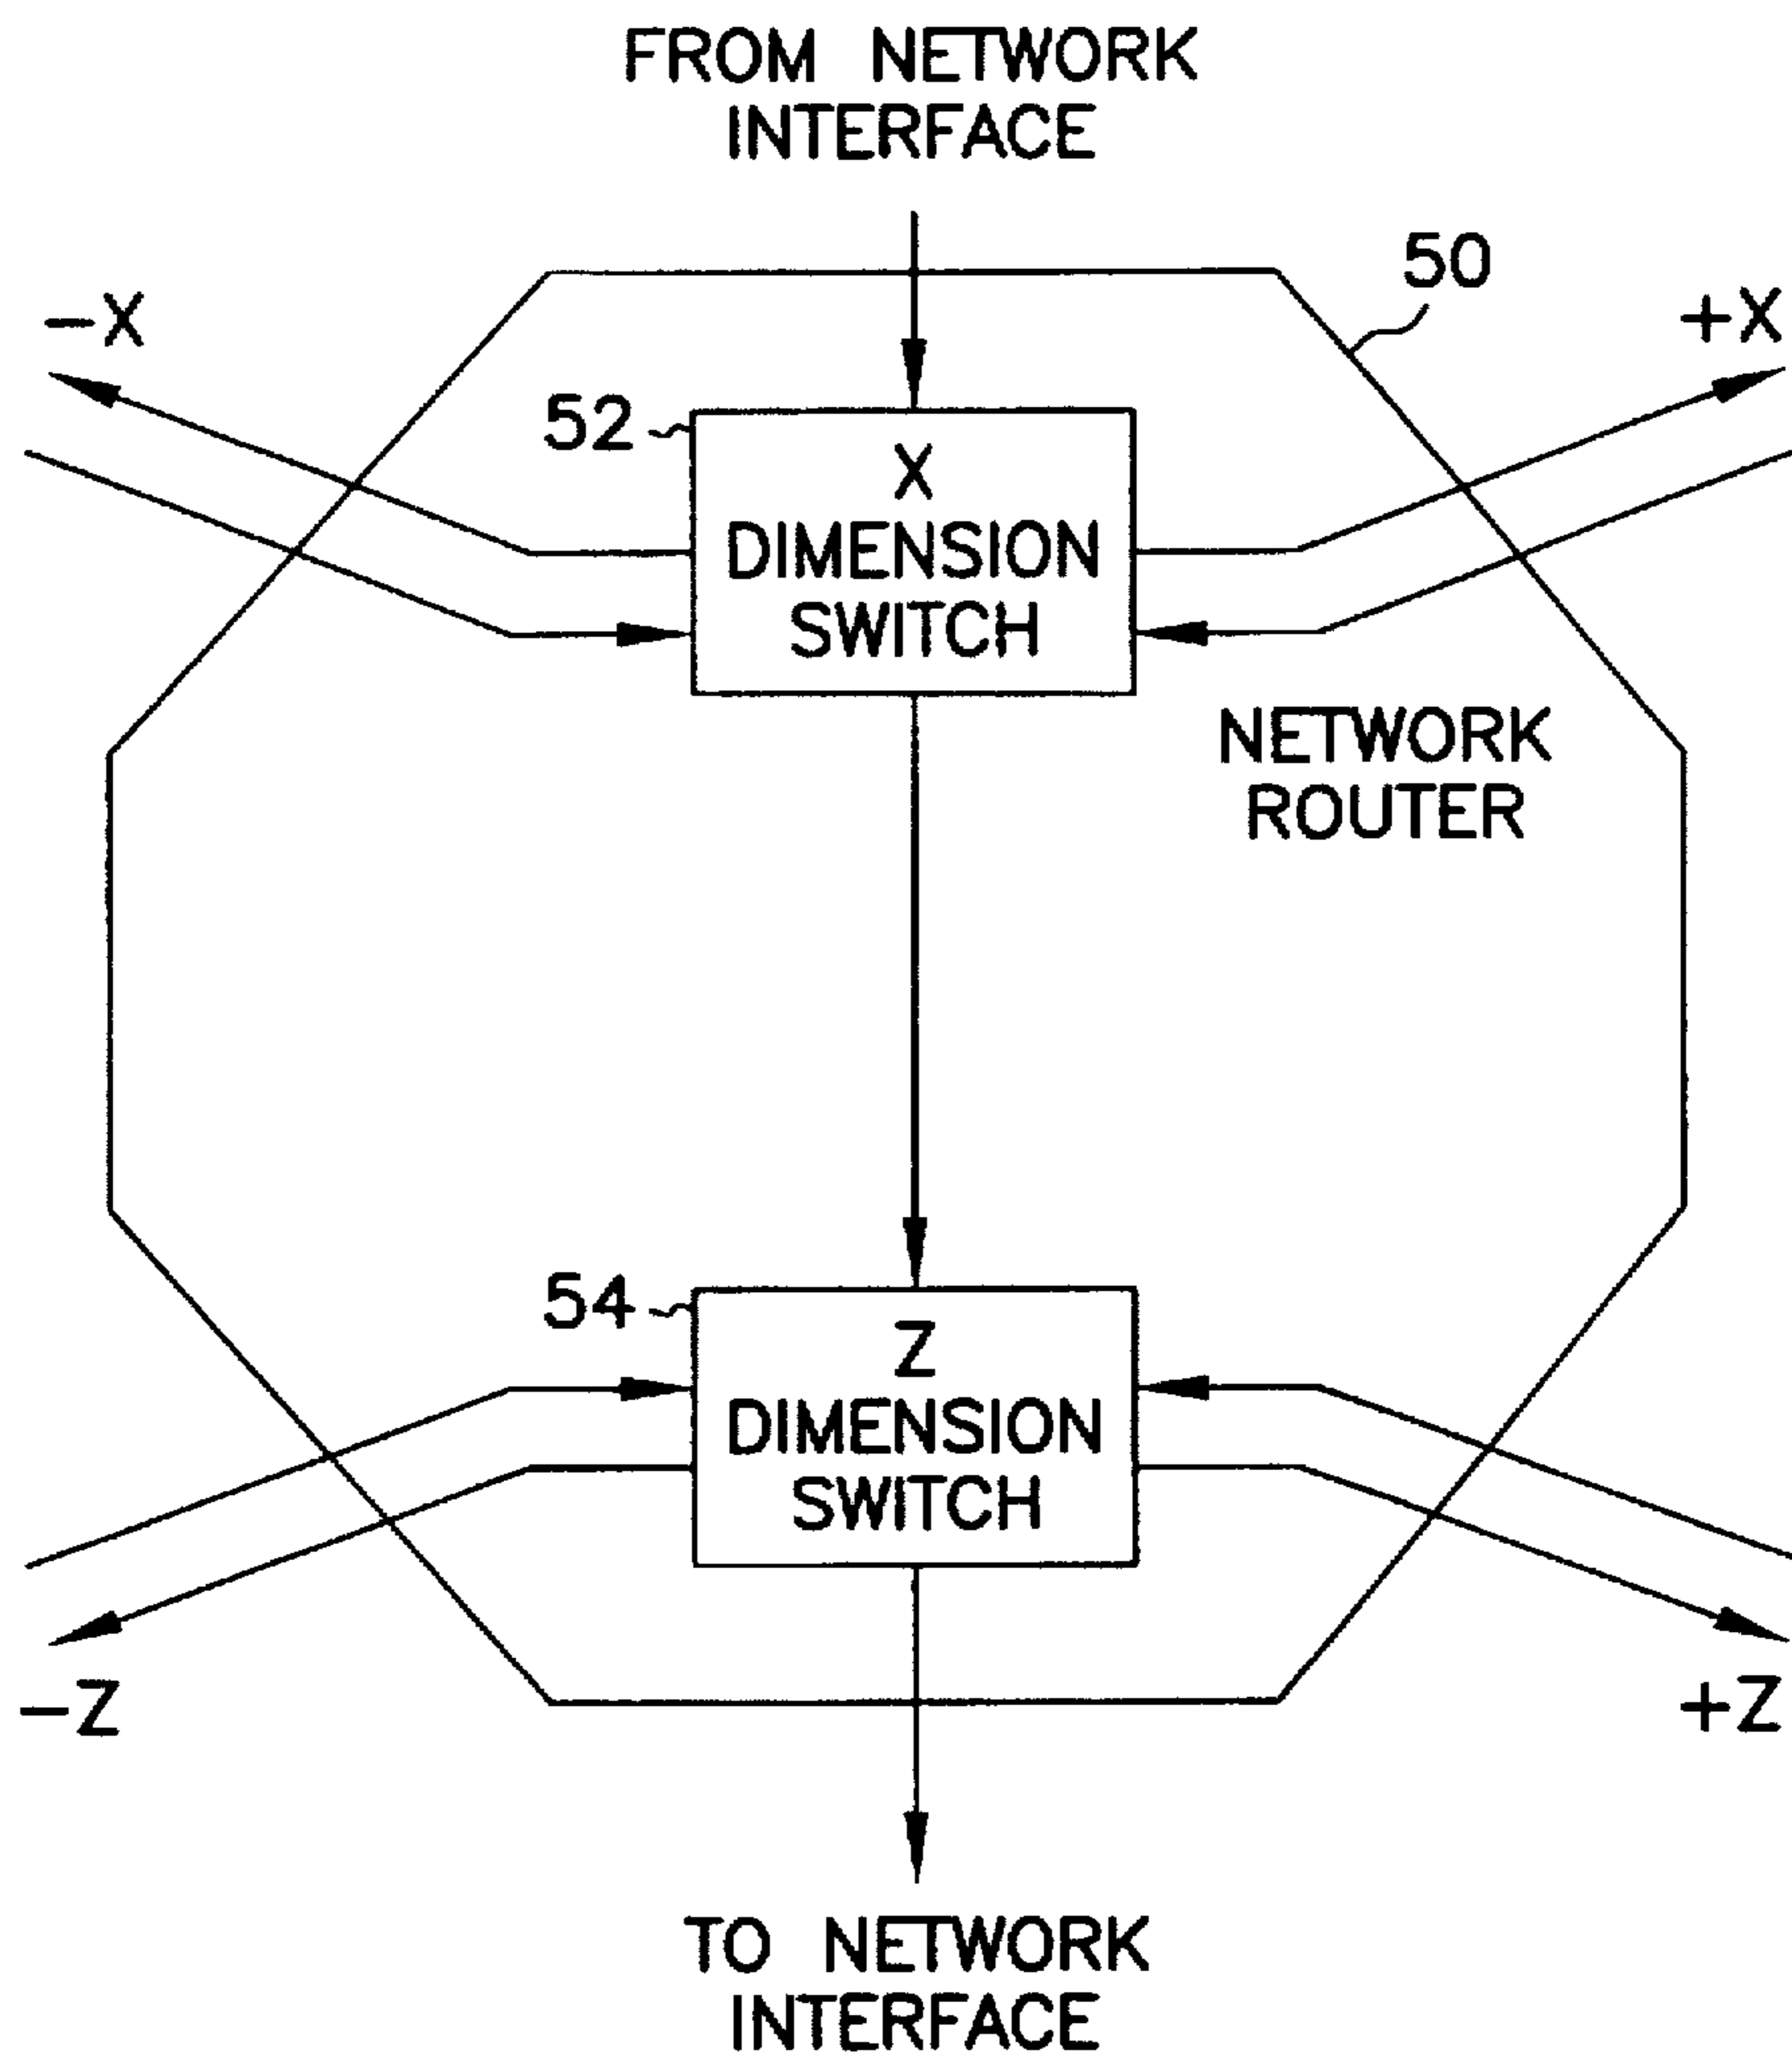 FROM NETWORK
INTERFACE
50
-X
+X
52
X
DIMENSION
SWITCH
NETWORK
ROUTER
54
Z
DIMENSION
SWITCH
-Z
+Z
TO NETWORK
INTERFACE